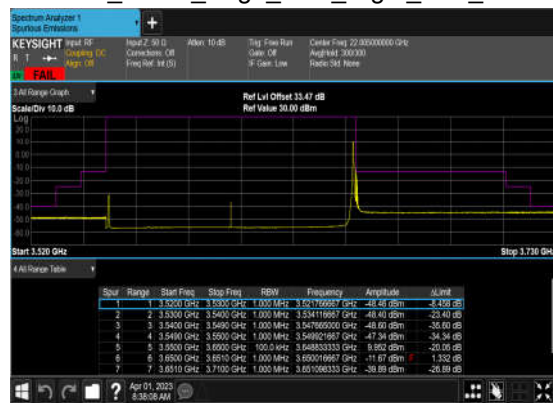 Spectrum Analyzer 1
Spurious Emissions
+
KEYSIGHT Input: RF Input Z: 50 Ω Atten: 10 dB Trig: Free Run Center Freq: 22.005000000 GHz
R T Coupling: DC Corrections: Off Gate: Off Avg|Hold: 300/300
Align: Off Freq Ref: Int (S) IF Gain: Low Radio Std: None
FAIL
3 All Range Graph
Ref Lvl Offset 33.47 dB
Scale/Div 10.0 dB Ref Value 30.00 dBm
Log
20.0
10.0
0.00
Start 3.520 GHz Stop 3.730 GHz
4 All Range Table
Spur Range Start Freq Stop Freq RBW Frequency Amplitude ΔLimit
1 1 3.5200 GHz 3.5300 GHz 1.000 MHz 3.521766667 GHz -48.46 dBm -8.458 dB
2 2 3.5300 GHz 3.5400 GHz 1.000 MHz 3.534116667 GHz -48.40 dBm -23.40 dB
3 3 3.5400 GHz 3.5490 GHz 1.000 MHz 3.547665000 GHz -48.60 dBm -35.60 dB
4 4 3.5490 GHz 3.5500 GHz 1.000 MHz 3.549921667 GHz -47.34 dBm -34.34 dB
5 5 3.5500 GHz 3.6500 GHz 100.0 kHz 3.648833333 GHz 9.952 dBm -20.05 dB
6 6 3.6500 GHz 3.6510 GHz 1.000 MHz 3.650016667 GHz -11.67 dBm F 1.332 dB
7 7 3.6510 GHz 3.7100 GHz 1.000 MHz 3.651098333 GHz -39.89 dBm -26.89 dB
? Apr 01, 2023
8:36:08 AM